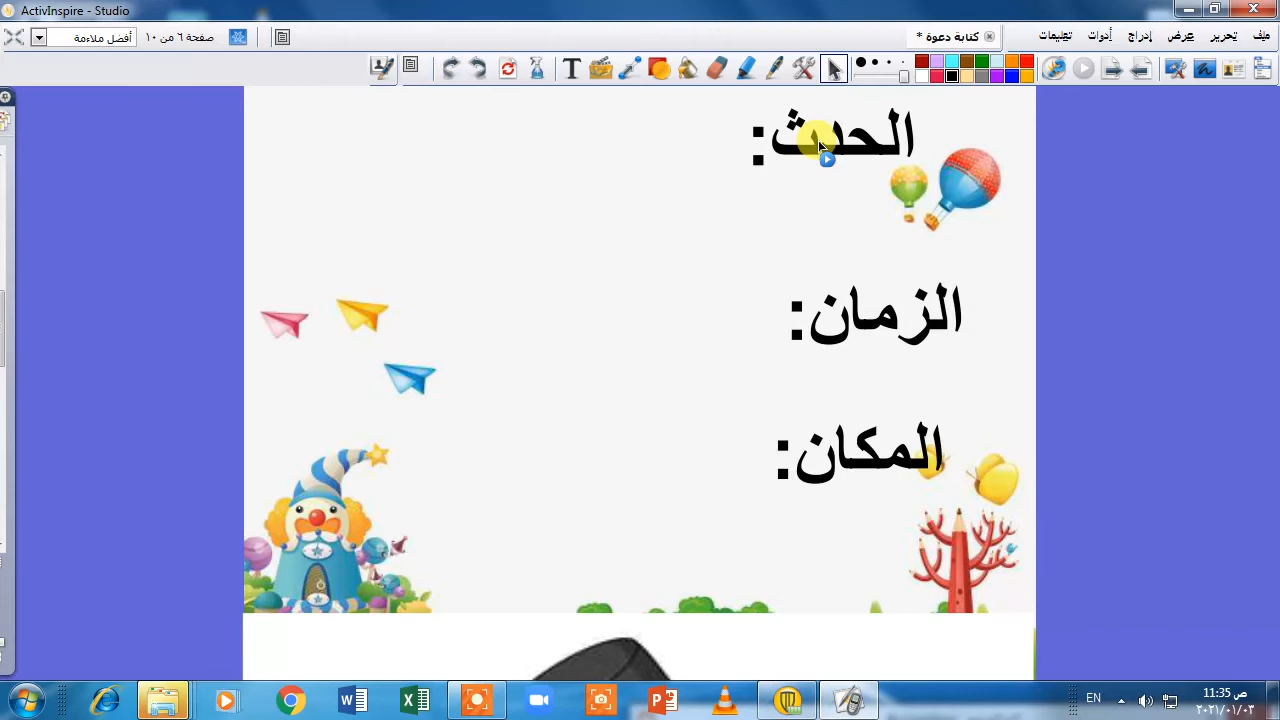 ActivInspire - Studio
ملف تحرير عرض إدراج أدوات تعليمات
كتابة دعوة *
صفحة ٦ من ١٠
أفضل ملاءمة
الحدث:
الزمان:
المكان:
EN
11:35 ص
٢٠٢١/٠١/٠٣